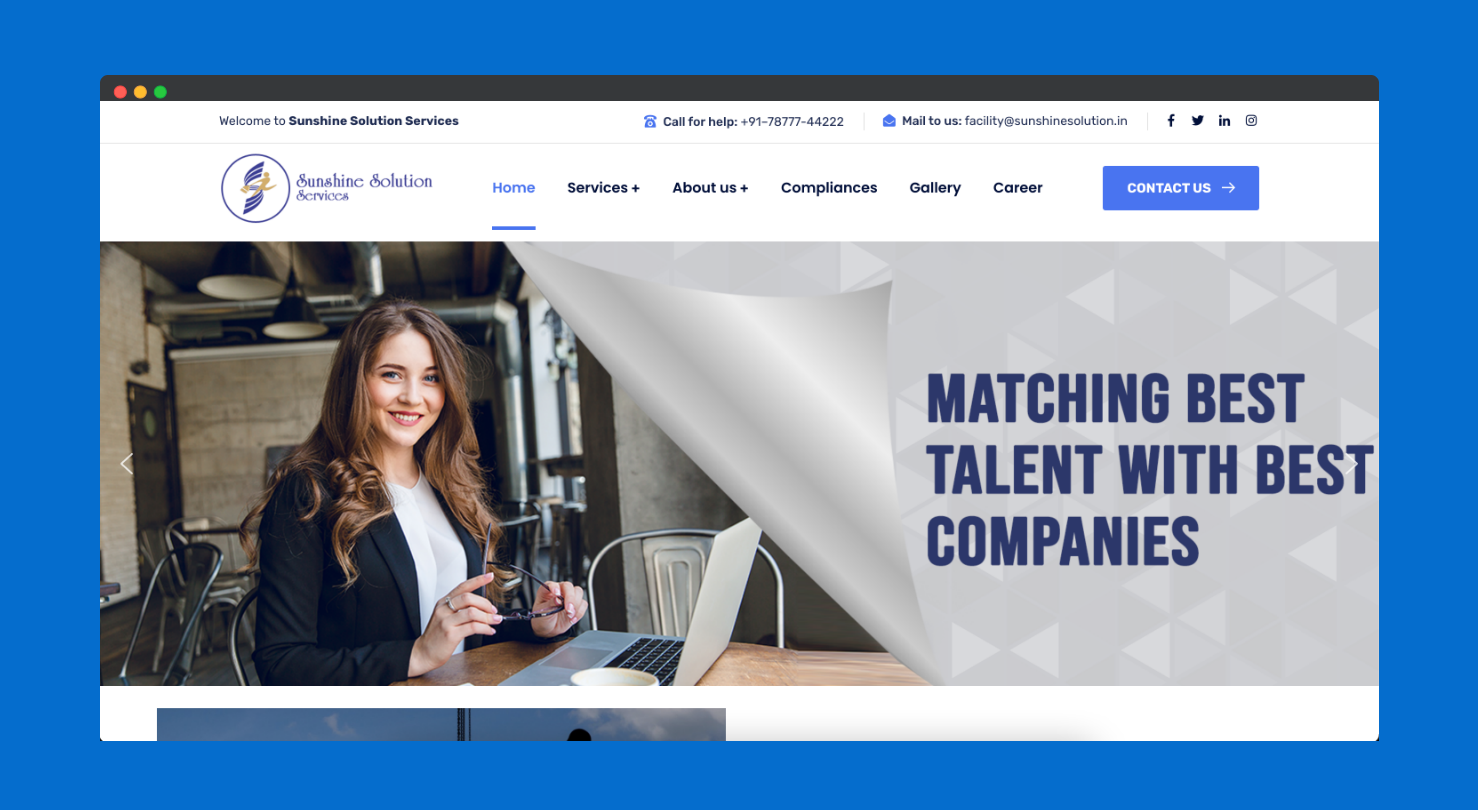 Welcome to Sunshine Solution Services
Call for help: +91–78777-44222
Mail to us: facility@sunshinesolution.in
Sunshine Solution
Services
Home
Services +
About us +
Compliances
Gallery
Career
CONTACT US
MATCHING BEST
TALENT WITH BEST
COMPANIES